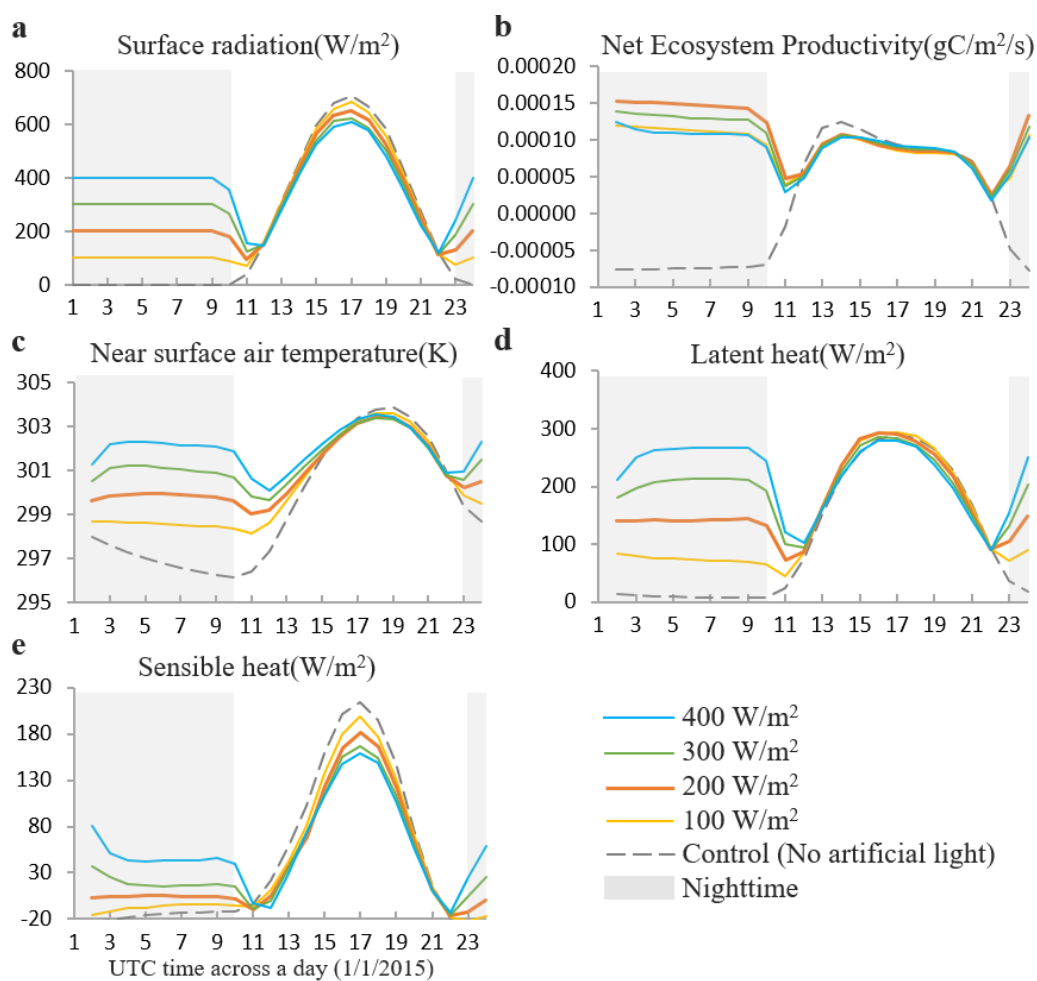 a
Surface radiation(W/m²)
800
600
400
200
0
1 3 5 7 9 11 13 15 17 19 21 23
b
Net Ecosystem Productivity(gC/m²/s)
0.00020
0.00015
0.00010
0.00005
0.00000
-0.00005
-0.00010
1 3 5 7 9 11 13 15 17 19 21 23
c
Near surface air temperature(K)
305
303
301
299
297
295
1 3 5 7 9 11 13 15 17 19 21 23
d
Latent heat(W/m²)
400
300
200
100
0
1 3 5 7 9 11 13 15 17 19 21 23
e
Sensible heat(W/m²)
230
180
130
80
30
-20
1 3 5 7 9 11 13 15 17 19 21 23
UTC time across a day (1/1/2015)
400 W/m²
300 W/m²
200 W/m²
100 W/m²
Control (No artificial light)
Nighttime